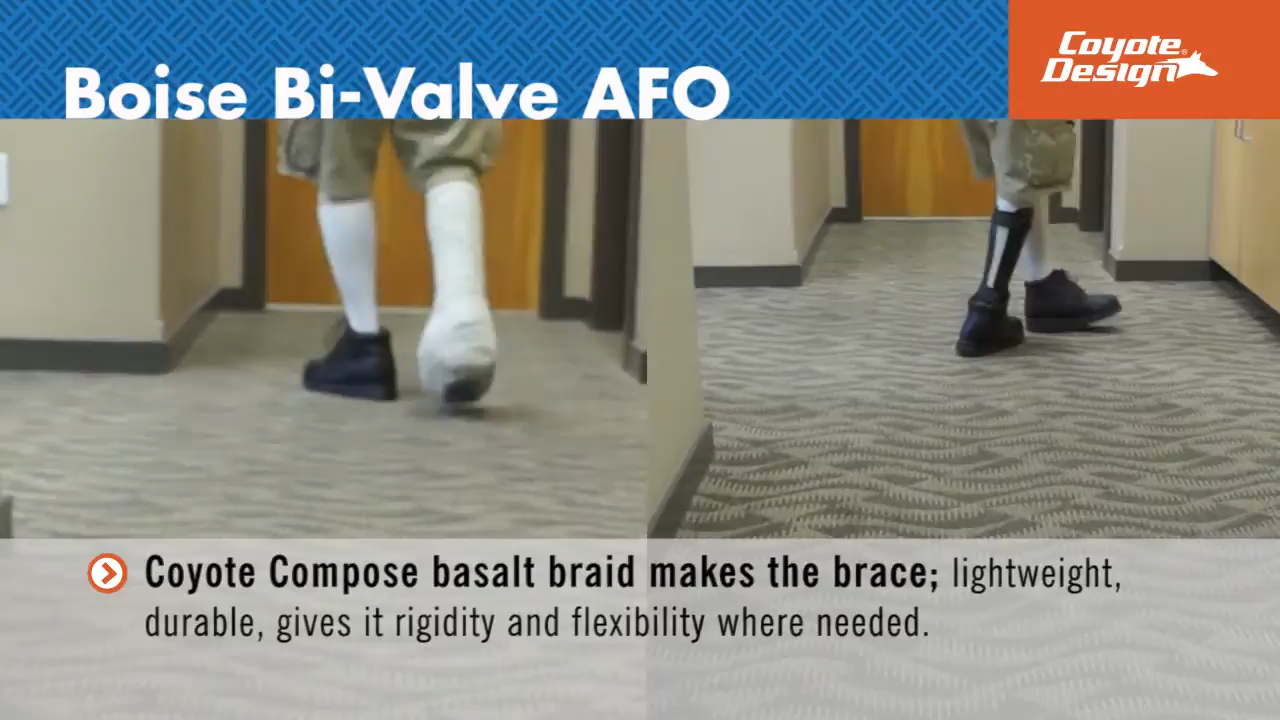 Boise Bi-Valve AFO
Coyote®
Design
Coyote Compose basalt braid makes the brace; lightweight,
durable, gives it rigidity and flexibility where needed.